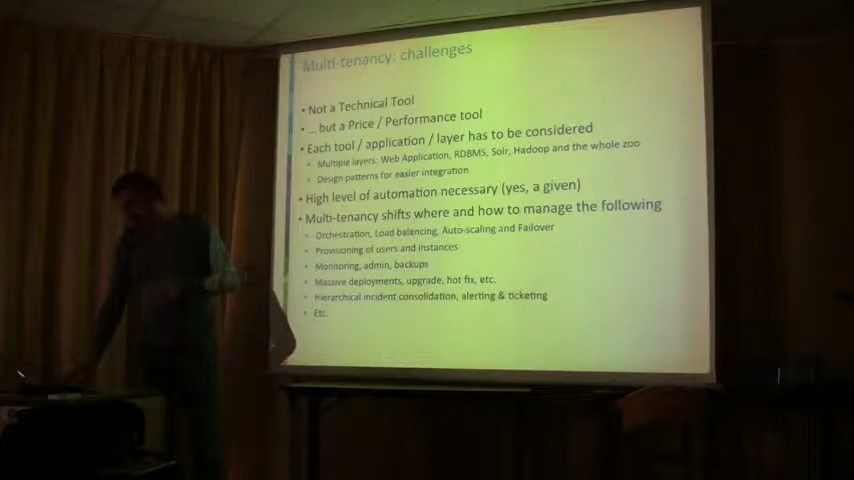 Multi-tenancy: challenges
• Not a Technical Tool
• ... but a Price / Performance tool
• Each tool / application / layer has to be considered
• Multiple layers: Web Application, RDBMS, Solr, Hadoop and the whole zoo
• Design patterns for easier integration
• High level of automation necessary (yes, a given)
• Multi-tenancy shifts where and how to manage the following
• Orchestration, Load balancing, Auto-scaling and Failover
• Provisioning of users and instances
• Monitoring, admin, backups
• Massive deployments, upgrade, hot fix, etc.
• Hierarchical incident consolidation, alerting & ticketing
• Etc.